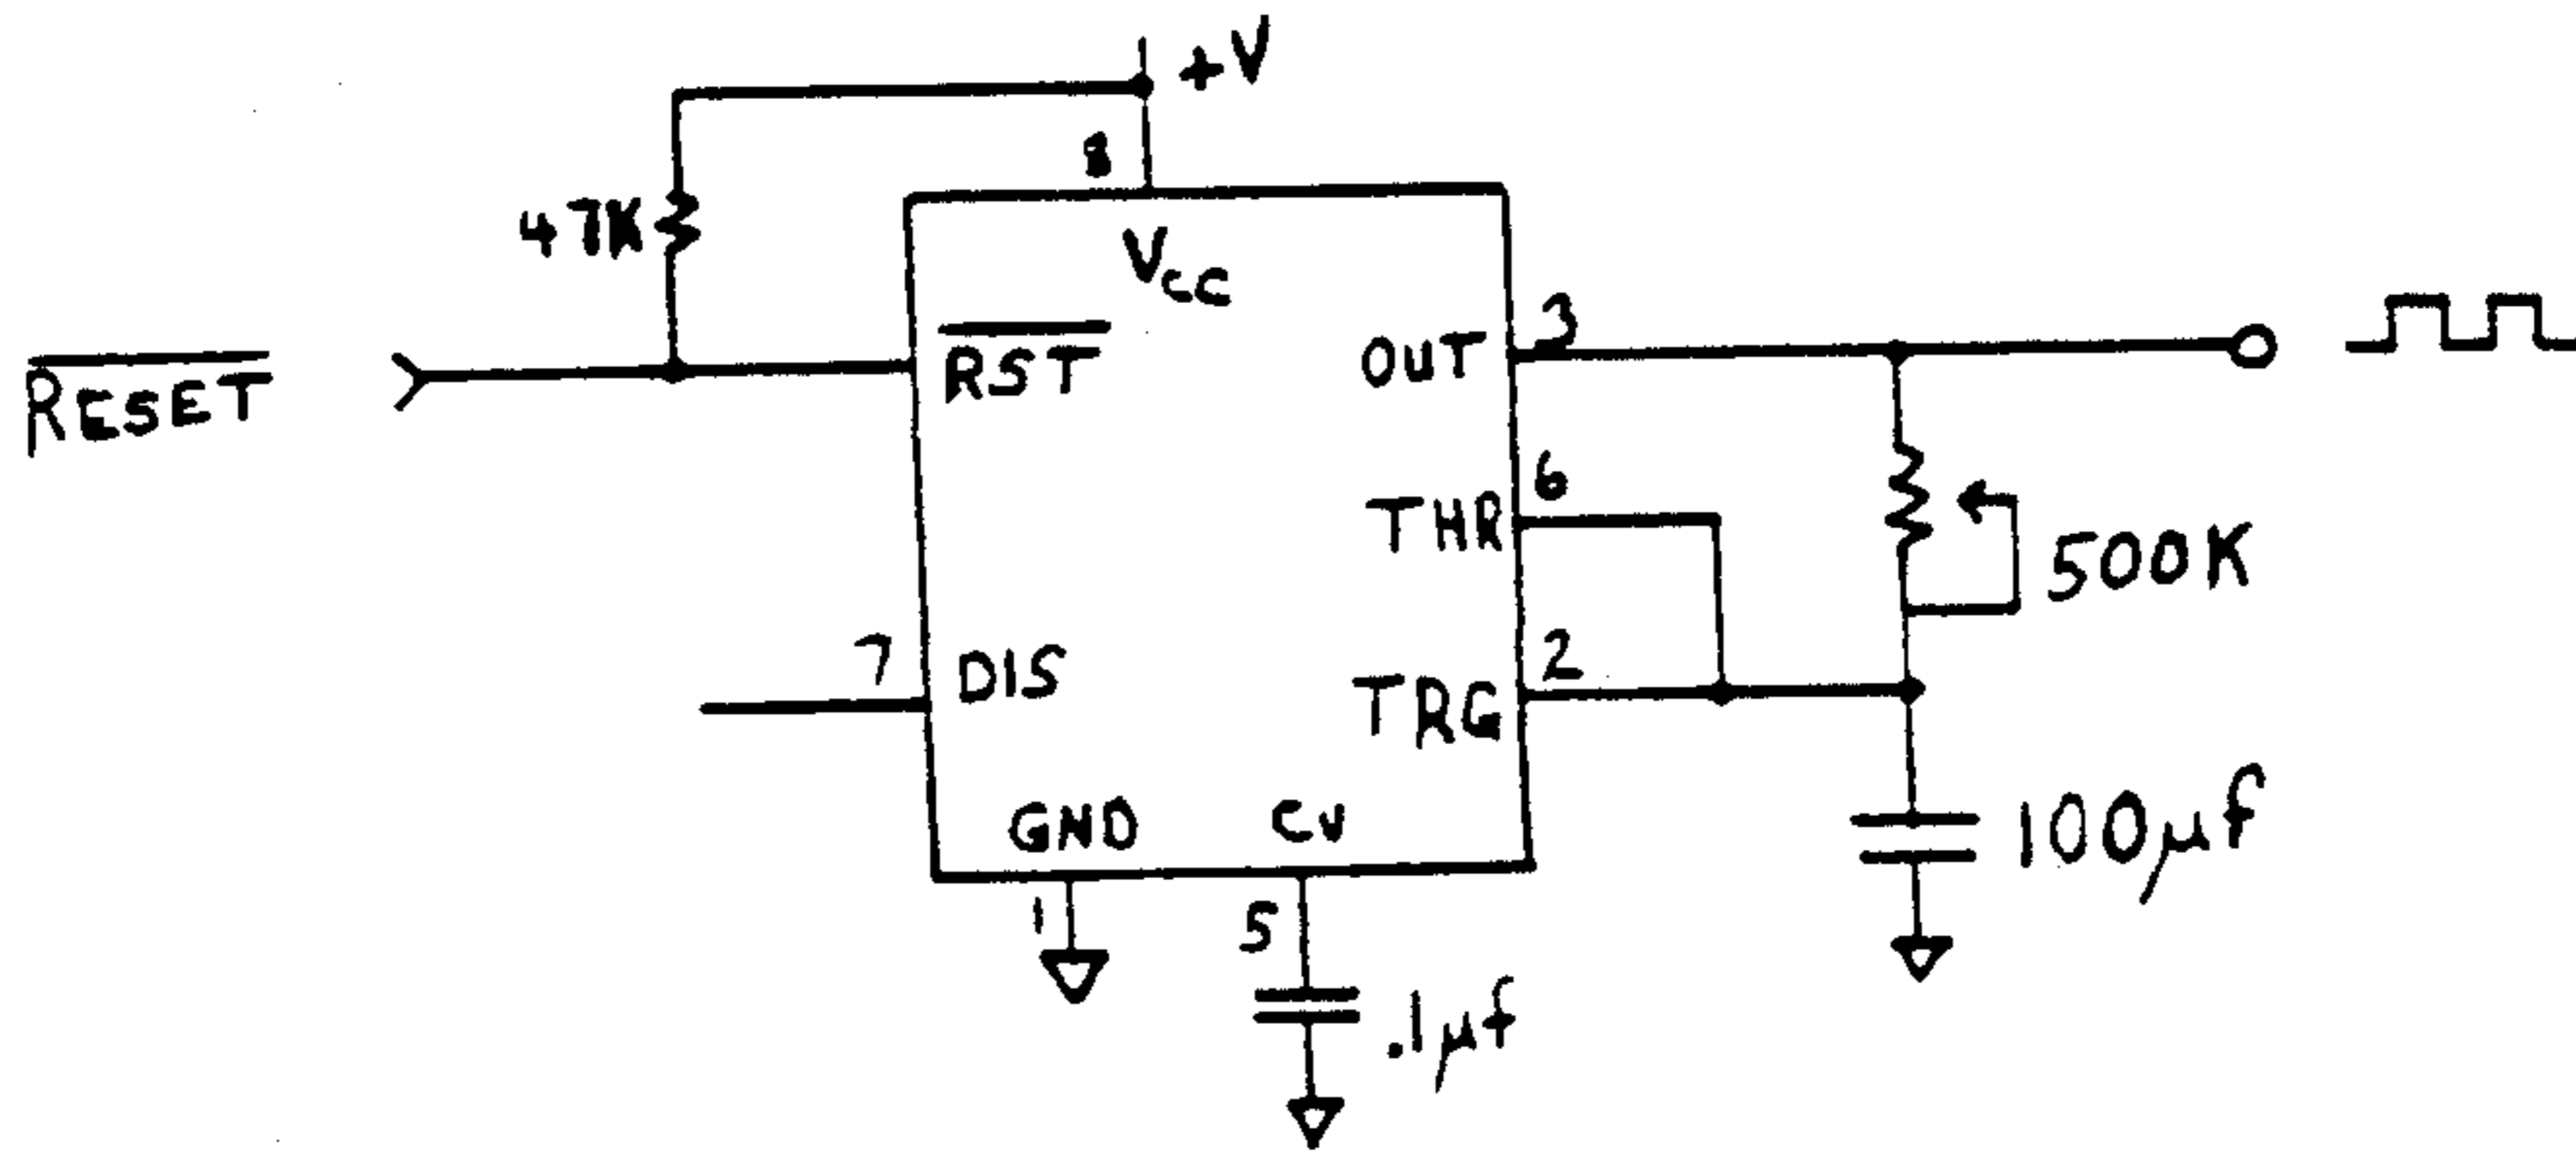 +V
8
47K
VCC
RESET
RST
OUT
3
THR
6
500K
7
DIS
TRG
2
GND
CV
100µf
1
5
.1µf